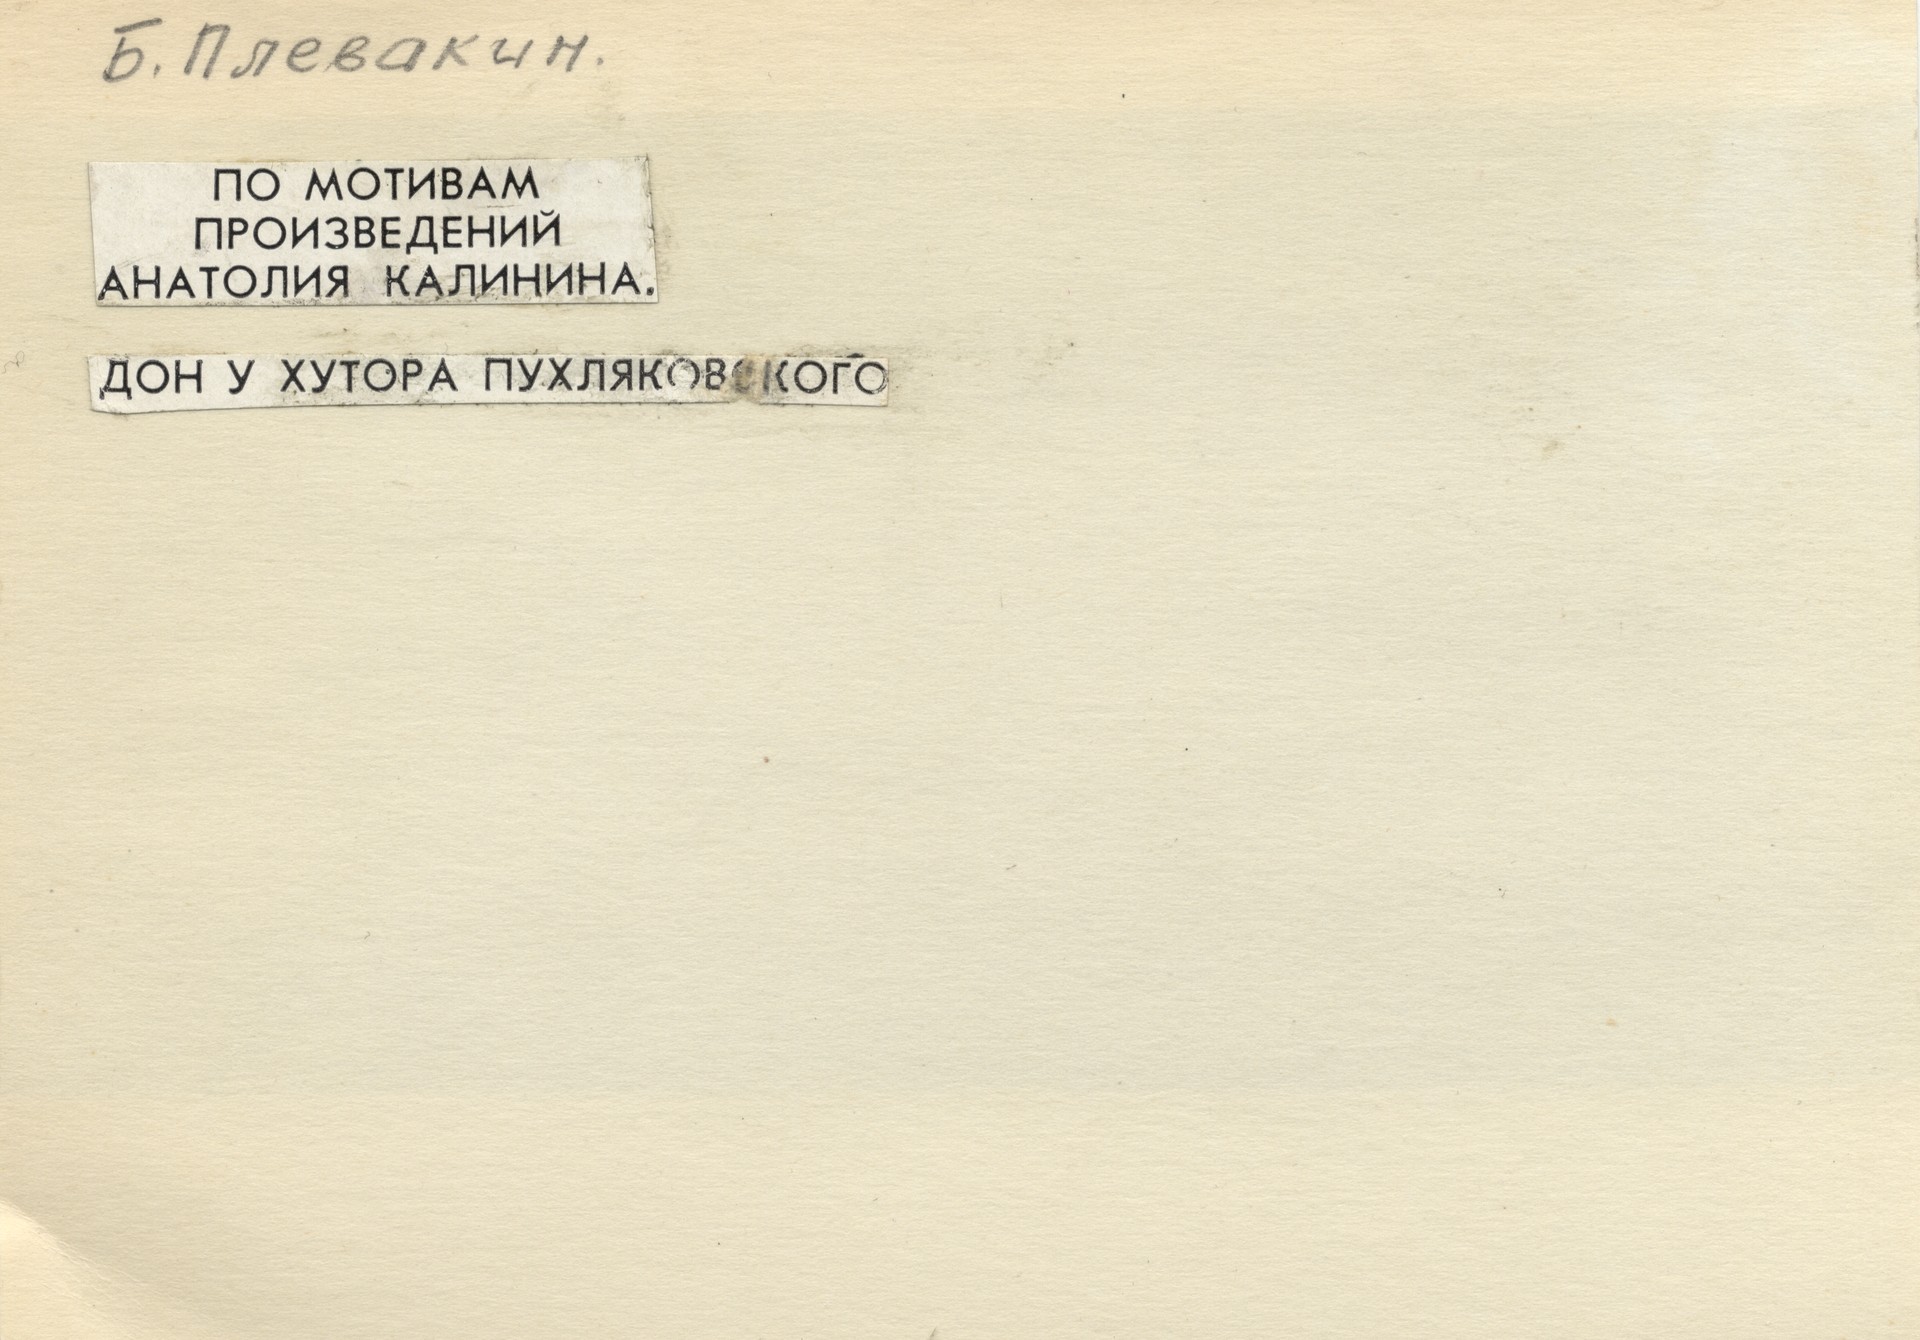 Б. Плевакин.
ПО МОТИВАМ
ПРОИЗВЕДЕНИЙ
АНАТОЛИЯ КАЛИНИНА.
ДОН У ХУТОРА ПУХЛЯКОВСКОГО